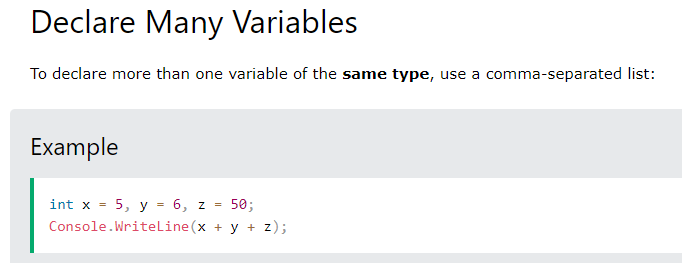 Declare Many Variables
To declare more than one variable of the same type, use a comma-separated list:
Example
int x = 5, y = 6, z = 50;
Console.WriteLine(x + y + z);